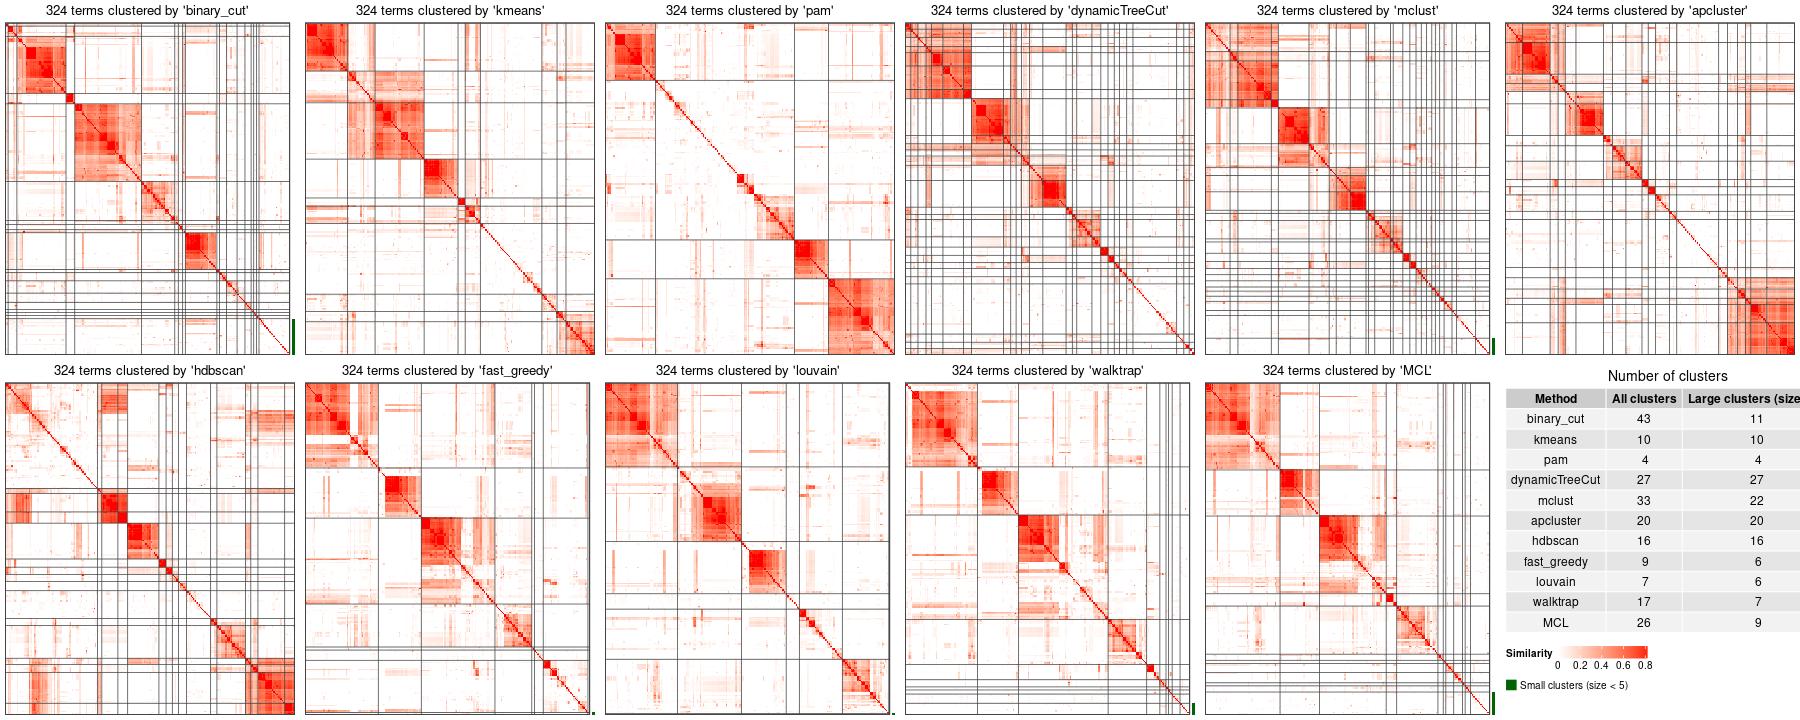 324 terms clustered by 'binary_cut'
324 terms clustered by 'kmeans'
324 terms clustered by 'pam'
324 terms clustered by 'dynamicTreeCut'
324 terms clustered by 'mclust'
324 terms clustered by 'apcluster'
324 terms clustered by 'hdbscan'
324 terms clustered by 'fast_greedy'
324 terms clustered by 'louvain'
324 terms clustered by 'walktrap'
324 terms clustered by 'MCL'
Number of clusters
Method All clusters Large clusters (size
binary_cut 43 11
kmeans 10 10
pam 4 4
dynamicTreeCut 27 27
mclust 33 22
apcluster 20 20
hdbscan 16 16
fast_greedy 9 6
louvain 7 6
walktrap 17 7
MCL 26 9
Similarity
0 0.2 0.4 0.6 0.8
Small clusters (size < 5)